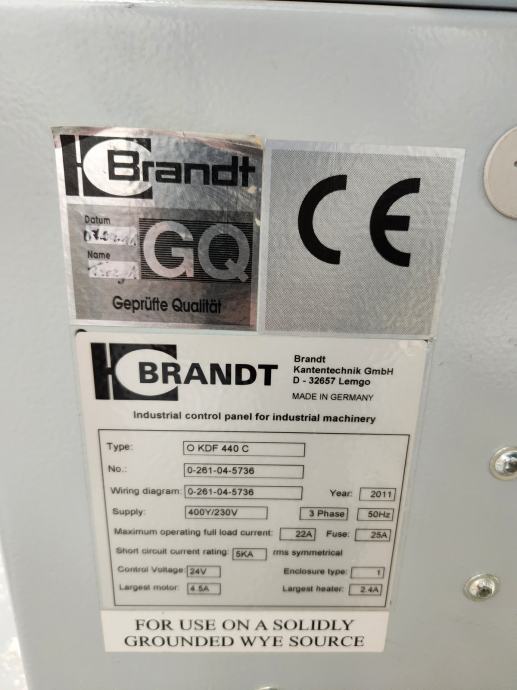 Brandt
Datum
Name
GQ
Geprüfte Qualität
CE
BRANDT
Brandt
Kantentechnik GmbH
D - 32657 Lemgo
MADE IN GERMANY
Industrial control panel for industrial machinery
Type: O KDF 440 C
No.: 0-261-04-5736
Wiring diagram: 0-261-04-5736 Year: 2011
Supply: 400Y/230V 3 Phase 50Hz
Maximum operating full load current: 22A Fuse: 25A
Short circuit current rating: 5KA rms symmetrical
Control Voltage: 24V Enclosure type: 1
Largest motor: 4.5A Largest heater: 2.4A
FOR USE ON A SOLIDLY
GROUNDED WYE SOURCE